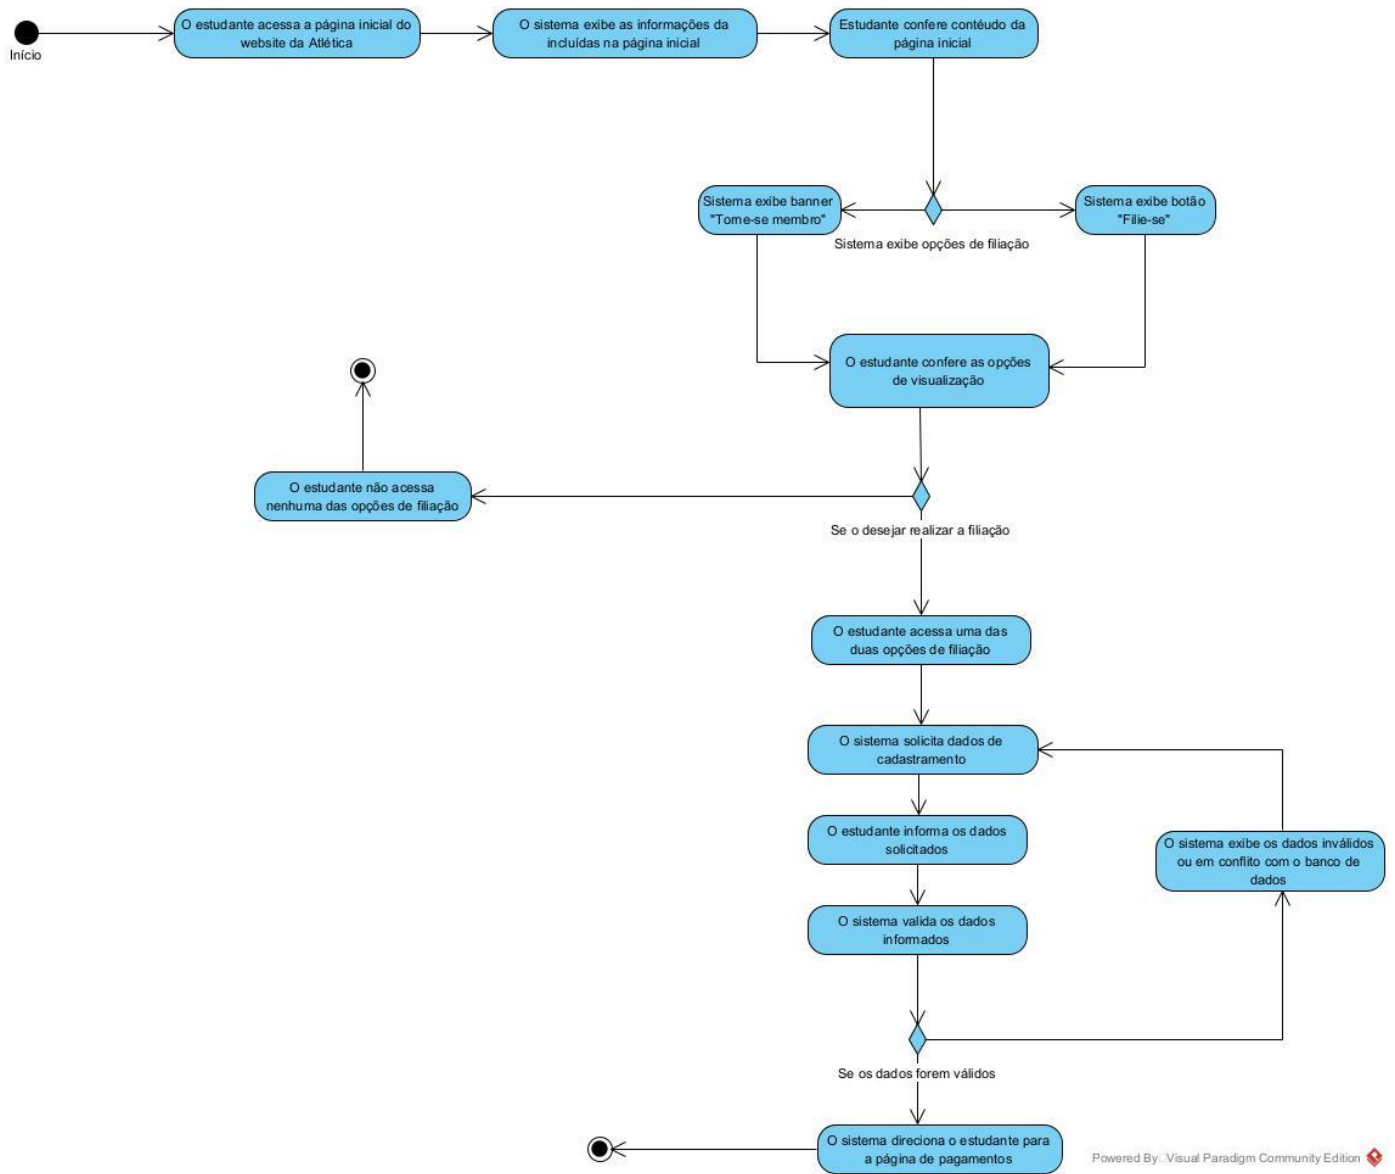 O estudante acessa a página inicial do
website da Atlética
O sistema exibe as informações da
incluídas na página inicial
Estudante confere contéudo da
página inicial
Início
Sistema exibe banner
"Torne-se membro"
Sistema exibe botão
"Filie-se"
Sistema exibe opções de filiação
O estudante confere as opções
de visualização
O estudante não acessa
nenhuma das opções de filiação
Se o desejar realizar a filiação
O estudante acessa uma das
duas opções de filiação
O sistema solicita dados de
cadastramento
O estudante informa os dados
solicitados
O sistema exibe os dados inválidos
ou em conflito com o banco de
dados
O sistema valida os dados
informados
Se os dados forem válidos
O sistema direciona o estudante para
a página de pagamentos
Powered By Visual Paradigm Community Edition